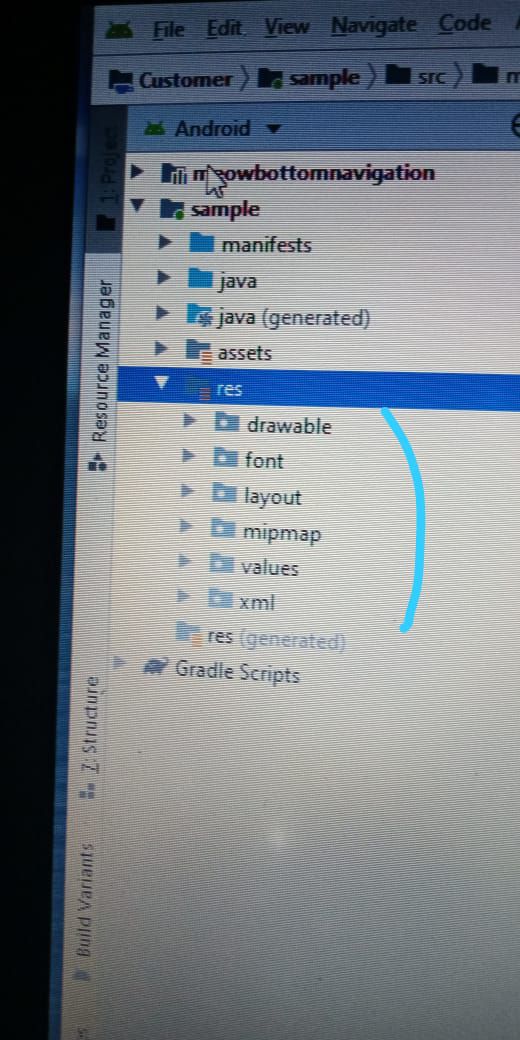 File Edit View Navigate Code
Customer sample src
Android
1: Project
meowbottomnavigation
sample
manifests
java
java (generated)
assets
Resource Manager
res
drawable
font
layout
mipmap
values
xml
res (generated)
Gradle Scripts
7: Structure
Build Variants